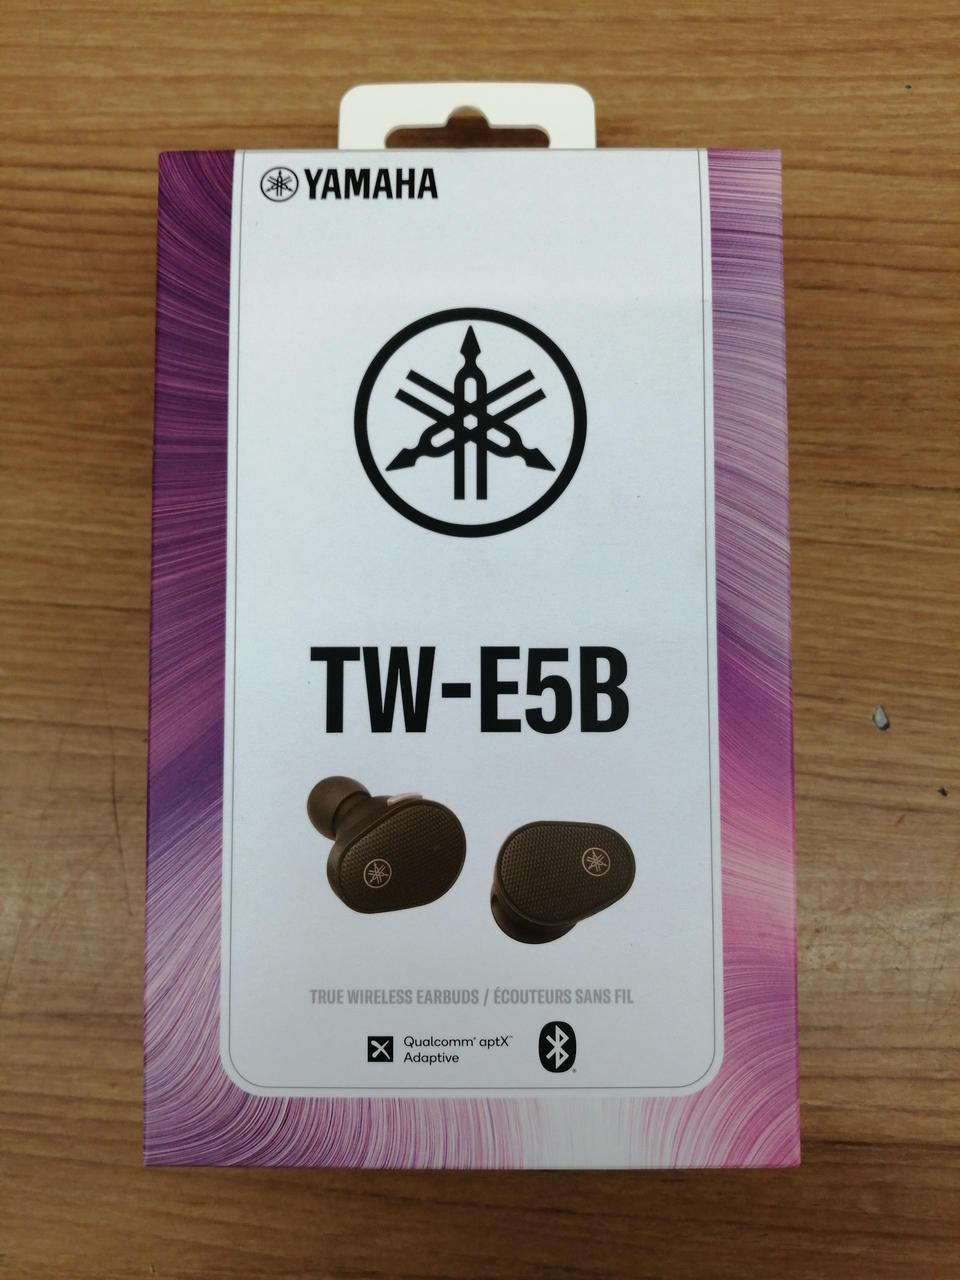 YAMAHA
TW-E5B
TRUE WIRELESS EARBUDS / ÉCOUTEURS SANS FIL
Qualcomm® aptX™
Adaptive